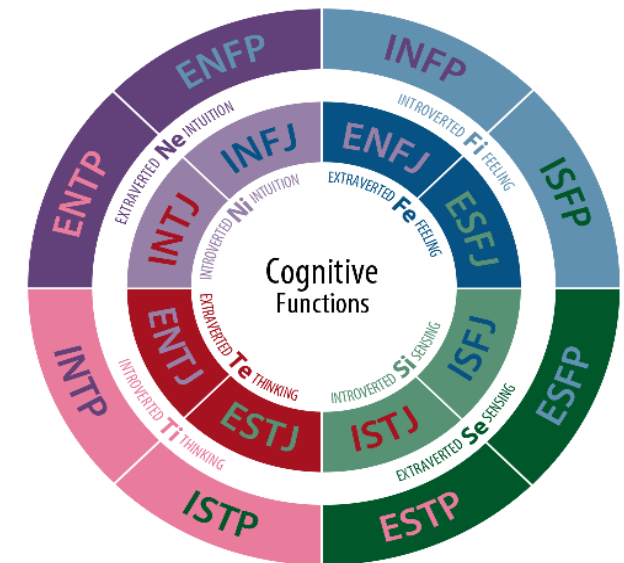 ENFP
INFP
ENTP
ISFP
EXTRAVERTED Ne INTUITION
INTROVERTED Fi FEELING
INFJ
ENFJ
INTJ
ESFJ
INTROVERTED Ni INTUITION
EXTRAVERTED Fe FEELING
Cognitive
Functions
EXTRAVERTED Te THINKING
INTROVERTED Si SENSING
ENTJ
ISFJ
ESTJ
ISTJ
INTROVERTED Ti THINKING
EXTRAVERTED Se SENSING
INTP
ESFP
ISTP
ESTP